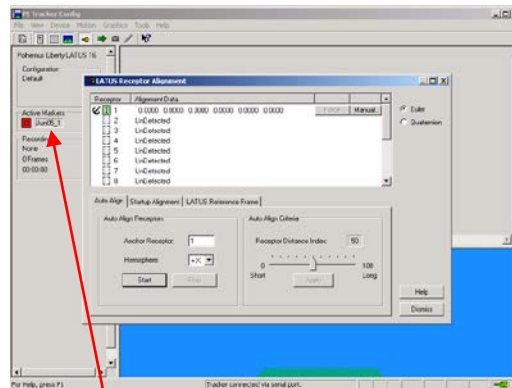 PI Tracker Config
File View Device Motion Graphics Tools Help
Polhemus Liberty LATUS 16
Configuration
Default
Active Markers
Recording
None
0 Frames
00:00:00
LATUS Receptor Alignment
Receptor Alignment Data
1 0.0000 0.8000 0.3080 0.0000 0.0000 0.0000 Manual...
2 UnDetected
3 UnDetected
4 UnDetected
5 UnDetected
6 UnDetected
7 UnDetected
8 UnDetected
Euler
Quaternion
Auto Align Startup Alignment LATUS Reference Frame
Auto Align Receptors
Anchor Receptor: 1
Hemisphere: +X
Start Stop
Auto Align Criteria
Receptor Distance Index: 50
0 100
Short Long
Apply
Help
Dismiss
For Help, press F1
Tracker connected via serial port.